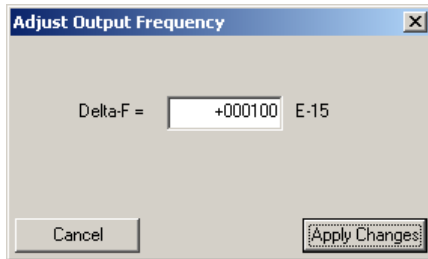 Adjust Output Frequency
Delta-F = +000100 E-15
Cancel Apply Changes